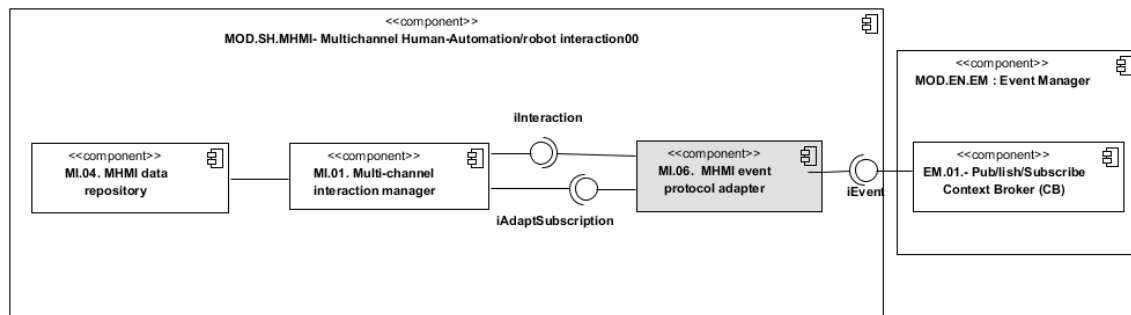 <<component>>
MOD.SH.MHMI- Multichannel Human-Automation/robot interaction00
<<component>>
MOD.EN.EM : Event Manager
iInteraction
<<component>>
MI.04. MHMI data
repository
<<component>>
MI.01. Multi-channel
interaction manager
<<component>>
MI.06. MHMI event
protocol adapter
<<component>>
EM.01.- Pub/lish/Subscribe
Context Broker (CB)
iEvent
iAdaptSubscription